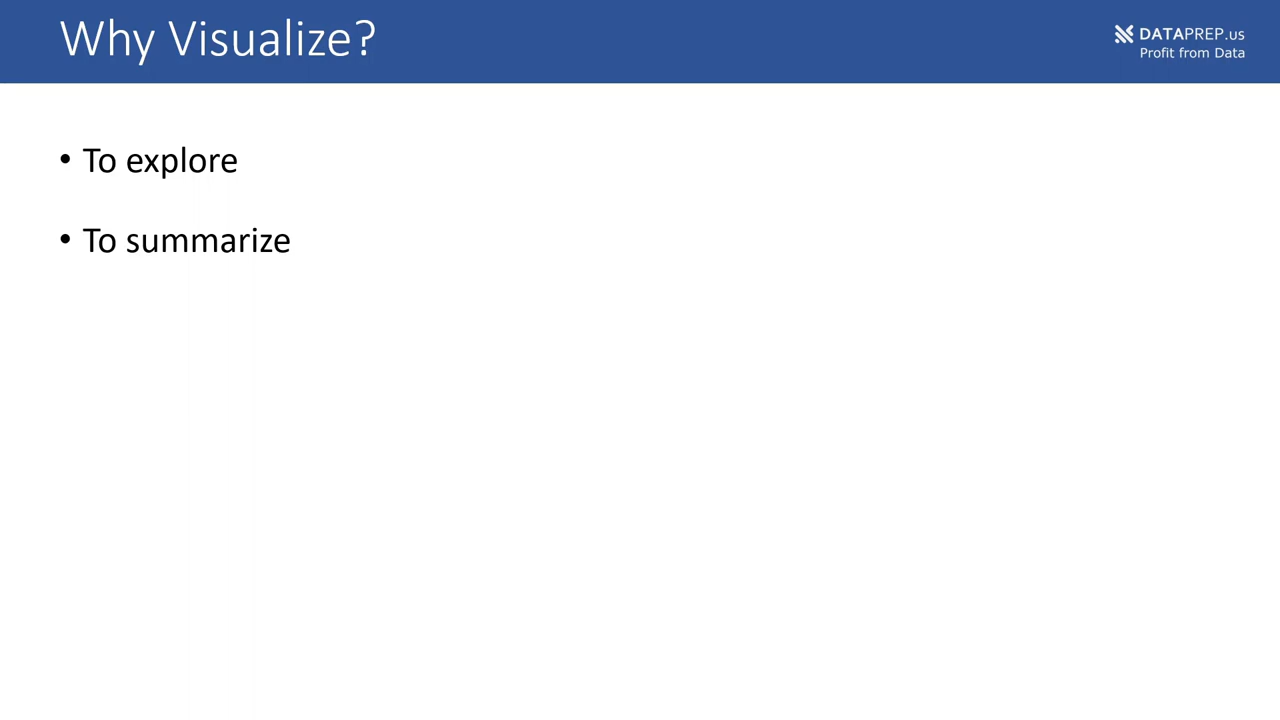 Why Visualize?
DATAPREP.us
Profit from Data
• To explore
• To summarize